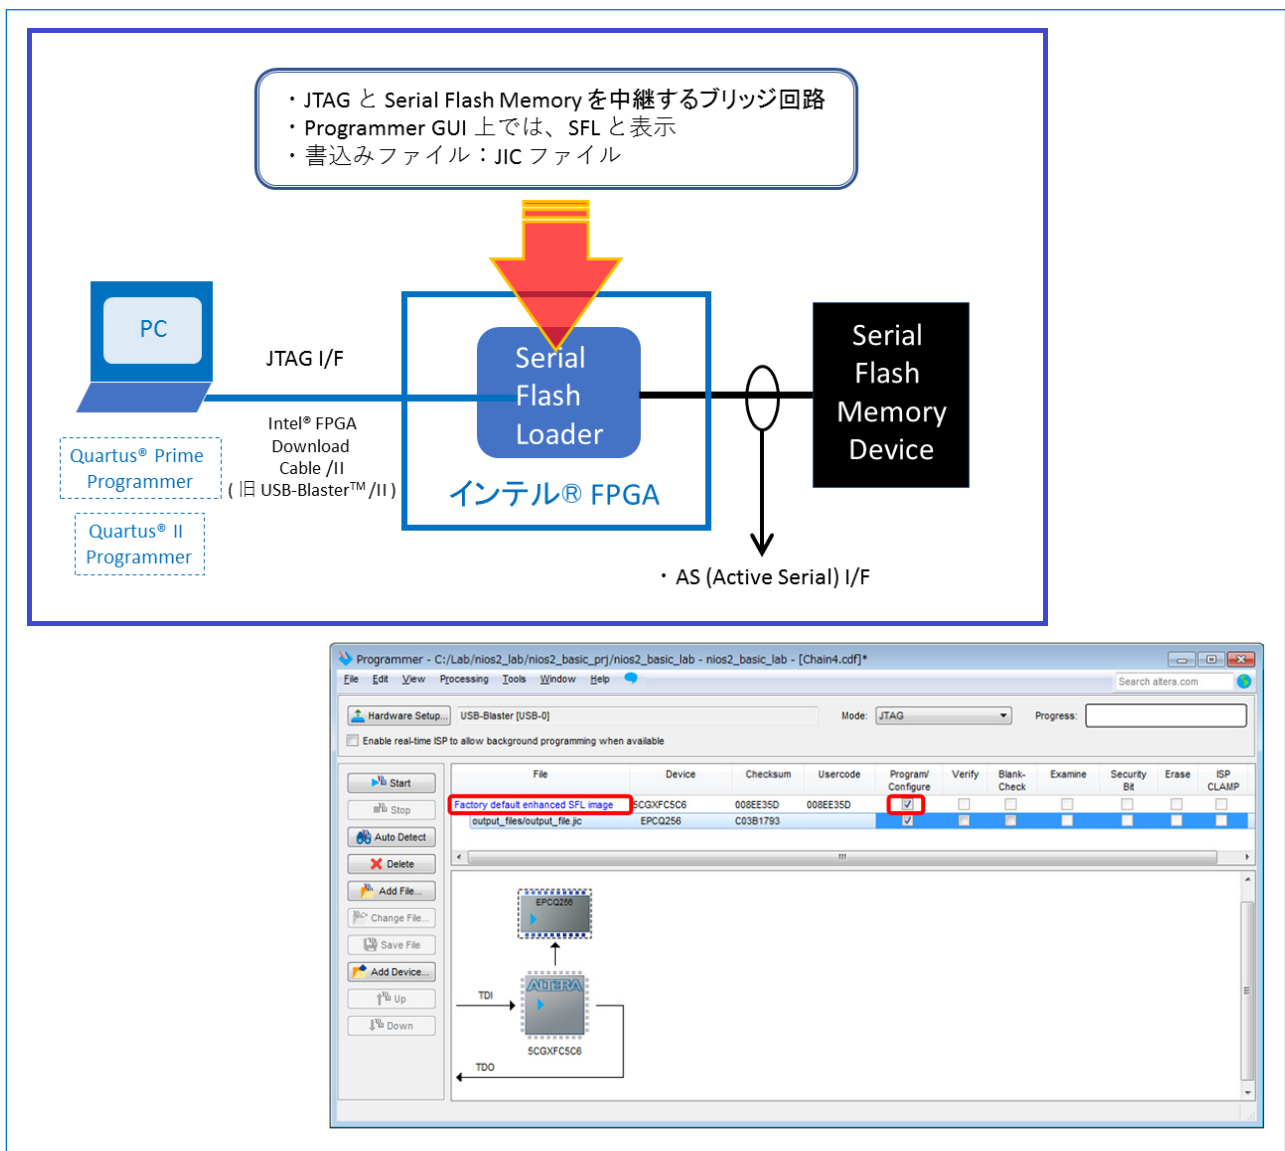 ・JTAG と Serial Flash Memory を中継するブリッジ回路
・Programmer GUI 上では、SFL と表示
・書込みファイル：JIC ファイル
PC
JTAG I/F
Intel® FPGA
Download
Cable /II
( 旧 USB-Blaster™ /II )
Quartus® Prime
Programmer
Quartus® II
Programmer
Serial
Flash
Loader
インテル® FPGA
Serial
Flash
Memory
Device
・AS (Active Serial) I/F
Programmer - C:/Lab/nios2_lab/nios2_basic_prj/nios2_basic_lab - nios2_basic_lab - [Chain4.cdf]*
File Edit View Processing Tools Window Help
Search altera.com
Hardware Setup... USB-Blaster [USB-0] Mode: JTAG Progress:
Enable real-time ISP to allow background programming when available
Start
Stop
Auto Detect
Delete
Add File...
Change File...
Save File
Add Device...
Up
Down
File Device Checksum Usercode Program/ Verify Blank- Examine Security Erase ISP
Configure Check Bit CLAMP
Factory default enhanced SFL image 5CGXFC5C6 008EE35D 008EE35D
output_files/output_file.jic EPCQ256 C03B1793
EPCQ256
TDI
ALTERA
5CGXFC5C6
TDO